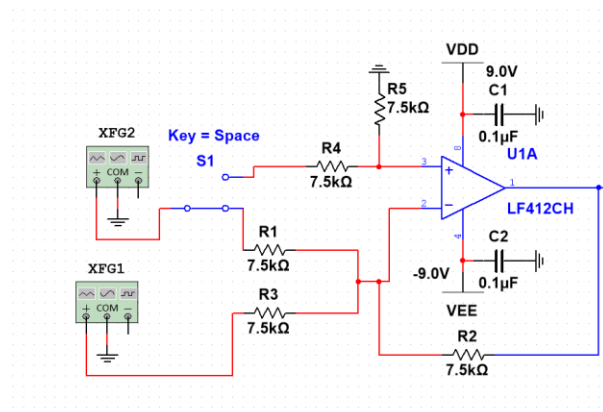 VDD
9.0V
R5
7.5kΩ
C1
0.1µF
XFG2
COM
+
−
Key = Space
S1
R4
7.5kΩ
U1A
8
3
+
2
−
1
LF412CH
4
R1
7.5kΩ
C2
0.1µF
-9.0V
VEE
XFG1
COM
+
−
R3
7.5kΩ
R2
7.5kΩ